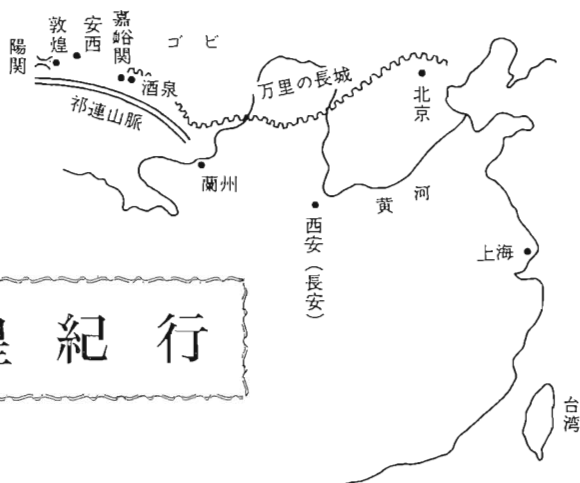 陽関
敦煌
安西
嘉峪関
ゴビ
酒泉
祁連山脈
万里の長城
北京
蘭州
黄河
西安(長安)
上海
紀行
台湾